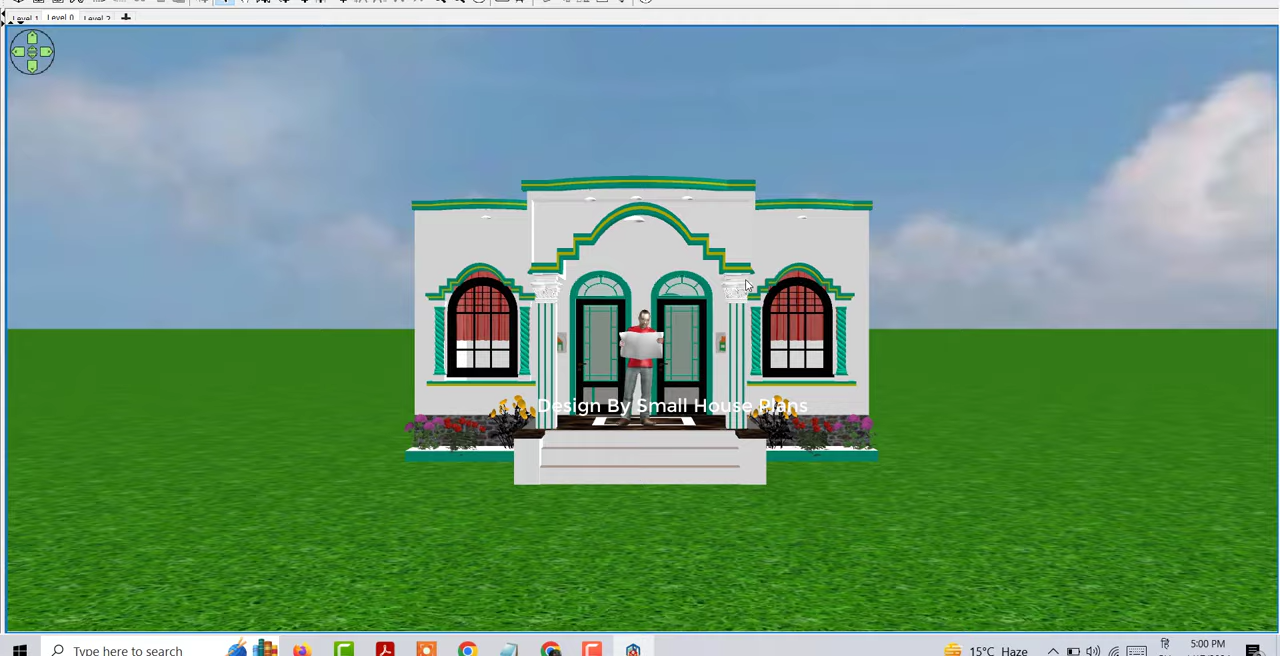 Level 1 Level 0 Level 2
Design By Small House Plans
Type here to search
15°C Haze
5:00 PM